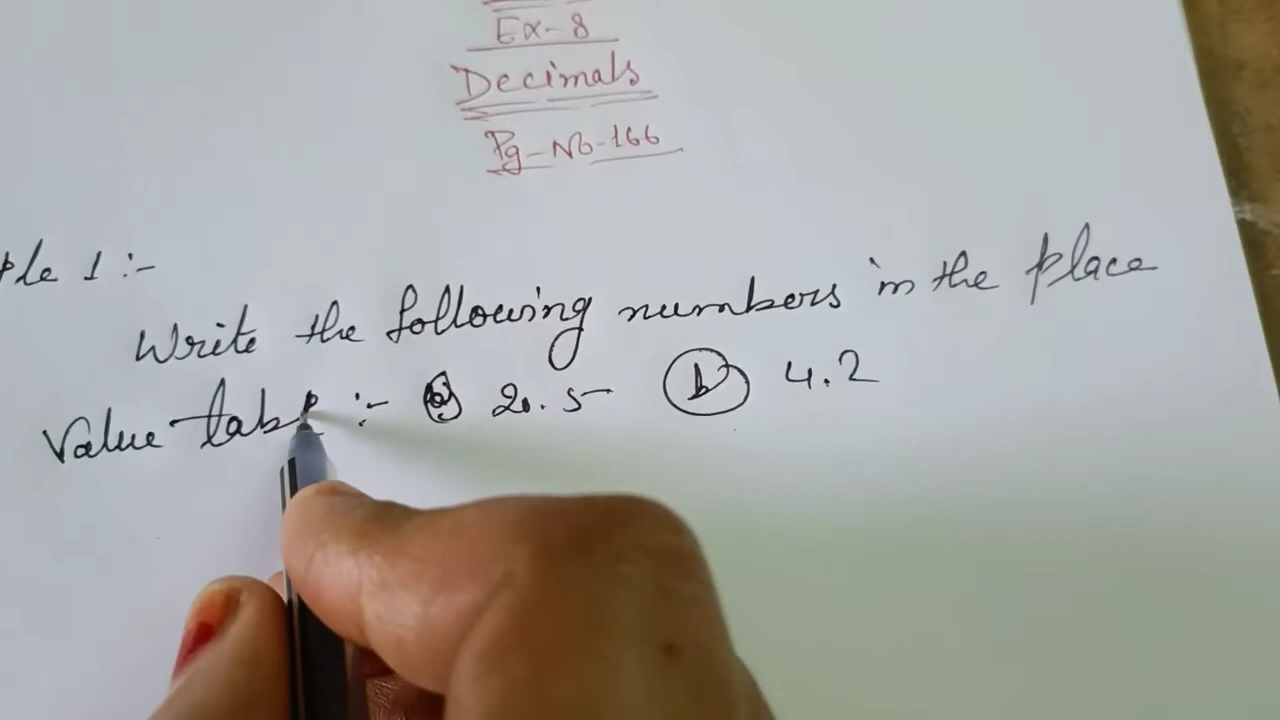 Ex-8
Decimals
Pg-No-166
ple 1:-
Write the following numbers in the place
Value table :- (a) 20.5 (b) 4.2